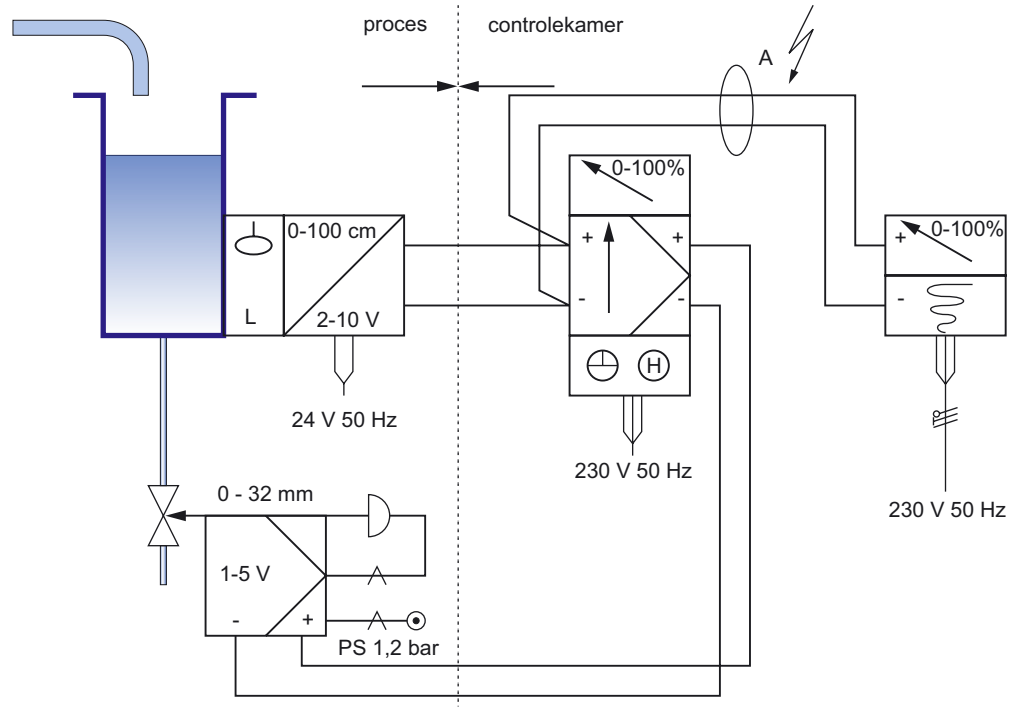 proces
controlekamer
A
0-100%
0-100 cm
+
+
+
0-100%
-
-
-
L
2-10 V
H
24 V 50 Hz
230 V 50 Hz
0 - 32 mm
230 V 50 Hz
1-5 V
-
+
PS 1,2 bar